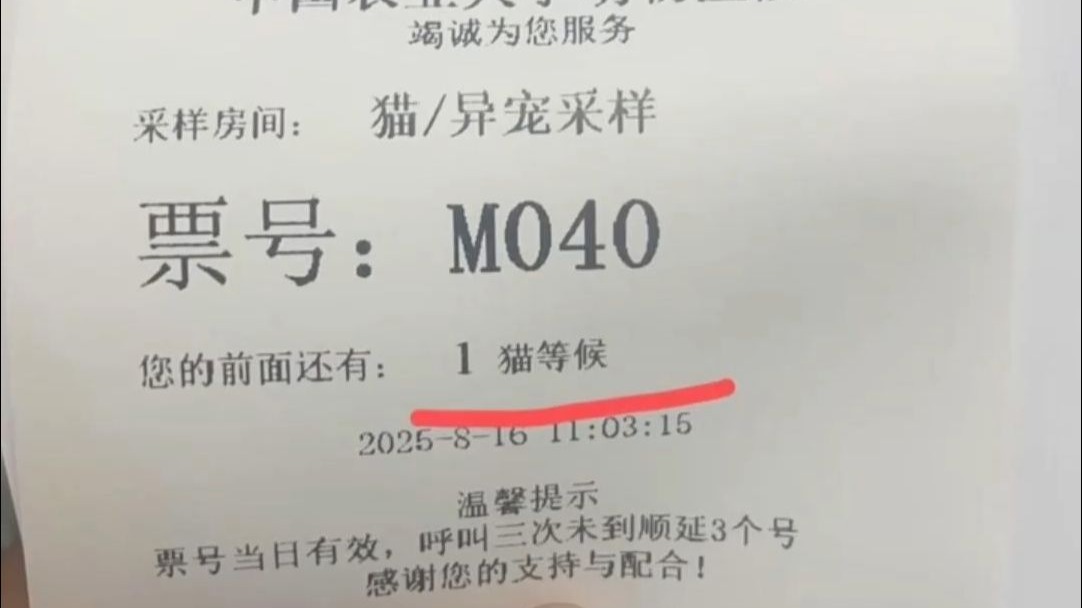 竭诚为您服务
采样房间： 猫/异宠采样
票号： M040
您的前面还有： 1 猫等候
2025-8-16 11:03:15
温馨提示
票号当日有效，呼叫三次未到顺延3个号
感谢您的支持与配合！